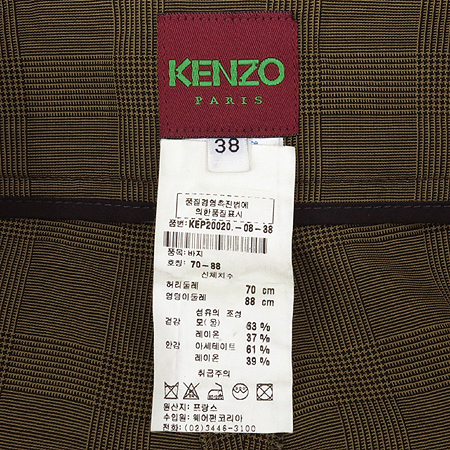 KENZO
PARIS
38
품질경영촉진법에
의한품질표시
품번: KEP20020.-08-38
품목: 바지
호칭: 70-88
신체치수
허리둘레 70 cm
엉덩이둘레 88 cm
섬유의 조성
겉감 모(울) 63 %
레이온 37 %
안감 아세테이트 61 %
레이온 39 %
취급주의
원산지: 프랑스
수입원: 웨어펀코리아
TEL: (02)3446-3100